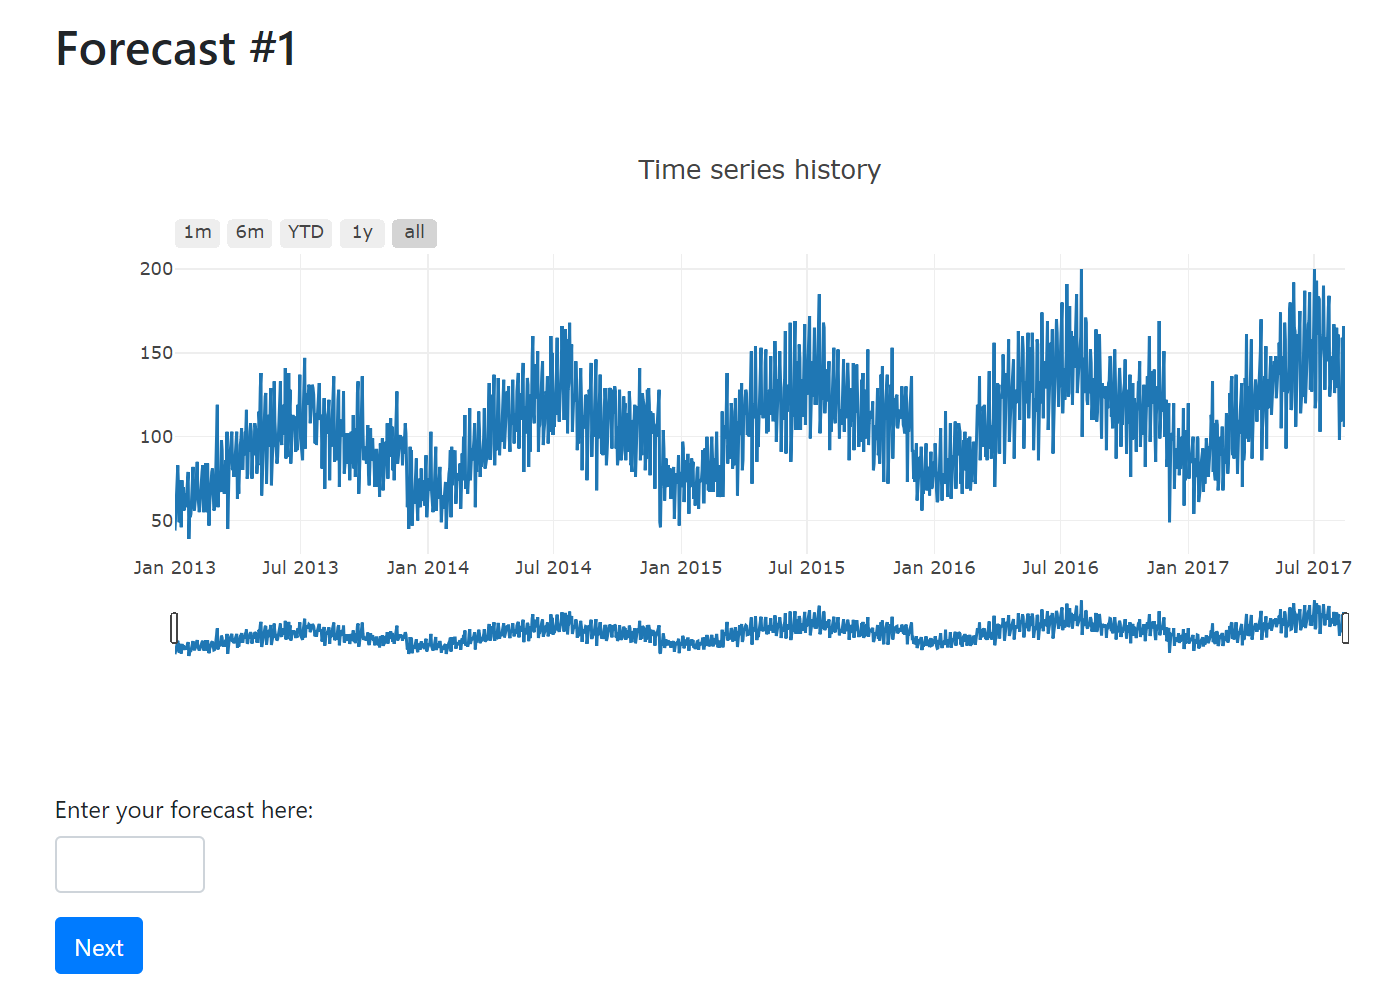 Forecast #1
Time series history
1m 6m YTD 1y all
200
150
100
50
Jan 2013 Jul 2013 Jan 2014 Jul 2014 Jan 2015 Jul 2015 Jan 2016 Jul 2016 Jan 2017 Jul 2017
Enter your forecast here:
Next